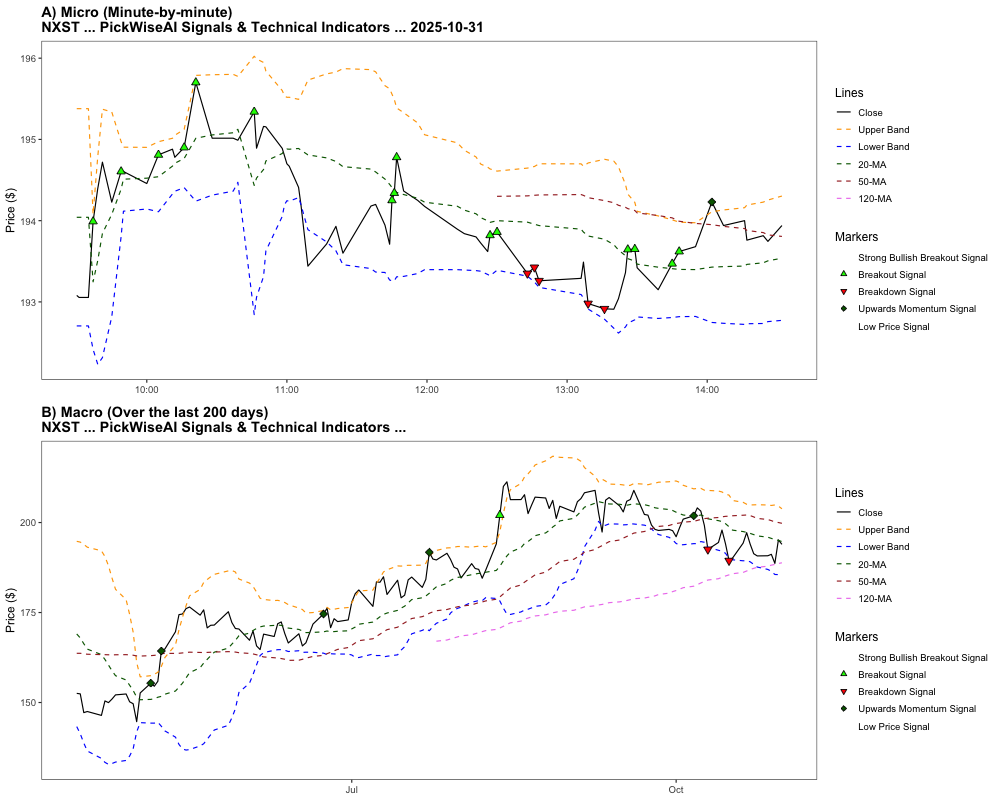 A) Micro (Minute-by-minute)
NXST ... PickWiseAI Signals & Technical Indicators ... 2025-10-31
Price ($)
196
195
194
193
10:00
11:00
12:00
13:00
14:00
Lines
Close
Upper Band
Lower Band
20-MA
50-MA
120-MA
Markers
Strong Bullish Breakout Signal
Breakout Signal
Breakdown Signal
Upwards Momentum Signal
Low Price Signal
B) Macro (Over the last 200 days)
NXST ... PickWiseAI Signals & Technical Indicators ...
Price ($)
200
175
150
Jul
Oct
Lines
Close
Upper Band
Lower Band
20-MA
50-MA
120-MA
Markers
Strong Bullish Breakout Signal
Breakout Signal
Breakdown Signal
Upwards Momentum Signal
Low Price Signal